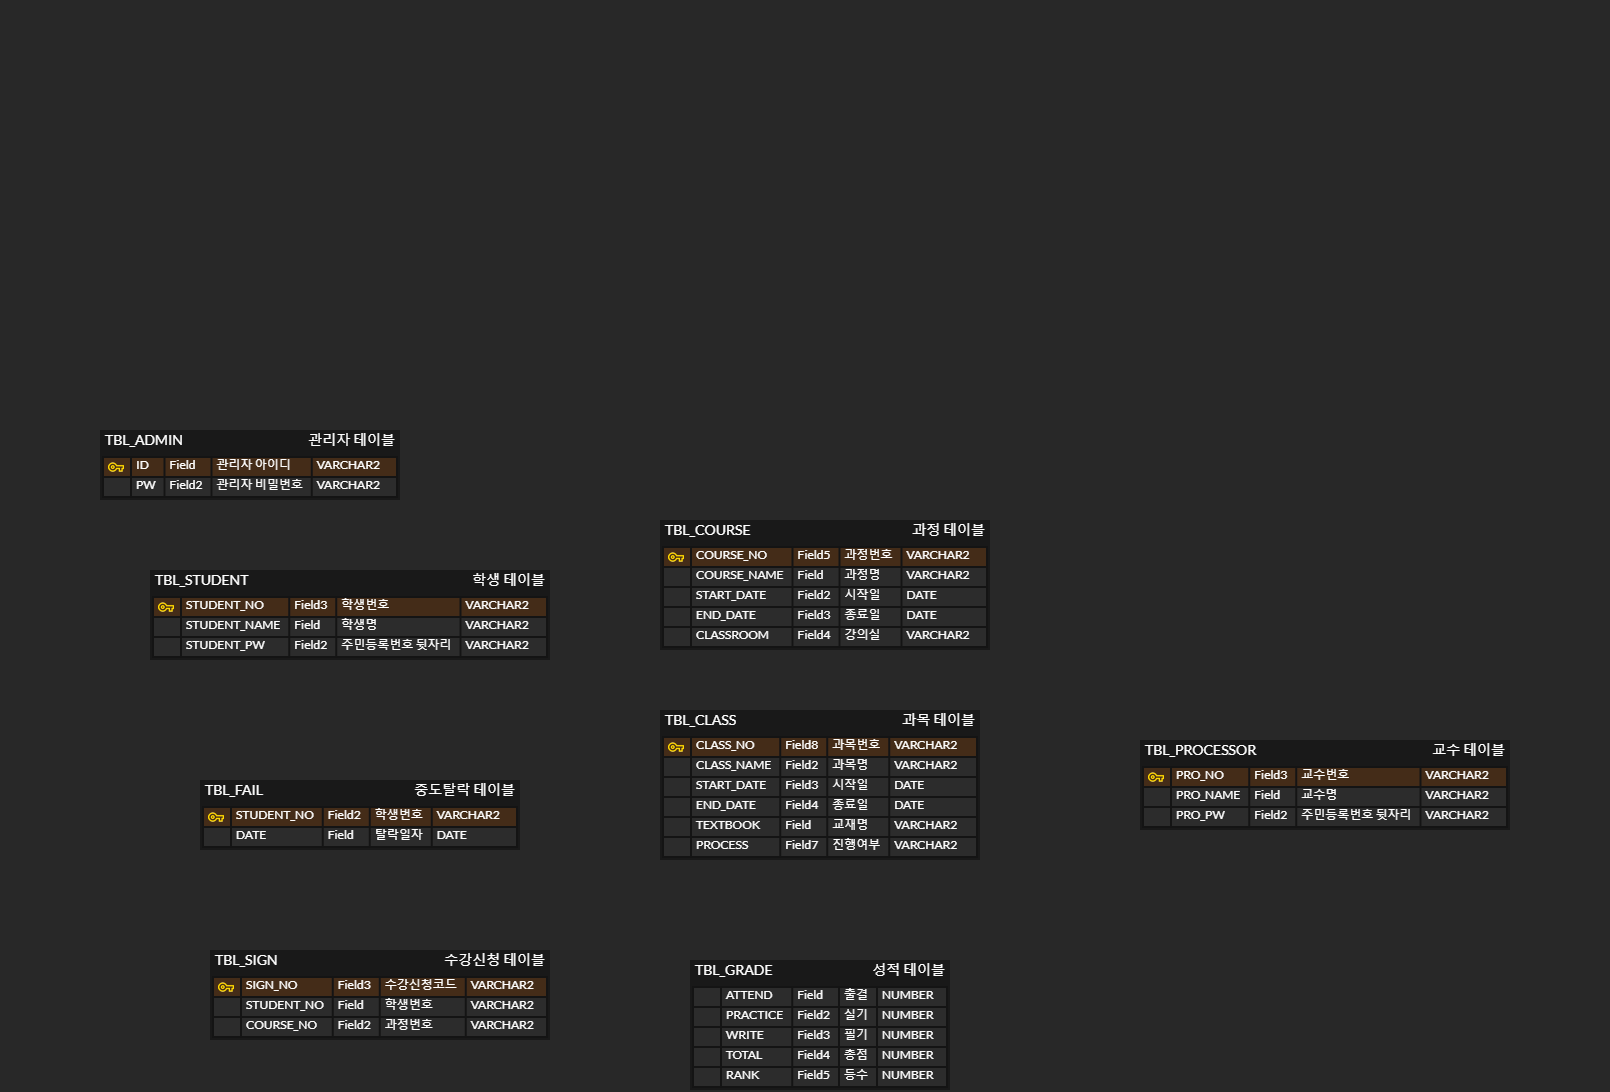 TBL_ADMIN 관리자 테이블
ID Field 관리자 아이디 VARCHAR2
PW Field2 관리자 비밀번호 VARCHAR2
TBL_STUDENT 학생 테이블
STUDENT_NO Field3 학생번호 VARCHAR2
STUDENT_NAME Field 학생명 VARCHAR2
STUDENT_PW Field2 주민등록번호 뒷자리 VARCHAR2
TBL_COURSE 과정 테이블
COURSE_NO Field5 과정번호 VARCHAR2
COURSE_NAME Field 과정명 VARCHAR2
START_DATE Field2 시작일 DATE
END_DATE Field3 종료일 DATE
CLASSROOM Field4 강의실 VARCHAR2
TBL_CLASS 과목 테이블
CLASS_NO Field8 과목번호 VARCHAR2
CLASS_NAME Field2 과목명 VARCHAR2
START_DATE Field3 시작일 DATE
END_DATE Field4 종료일 DATE
TEXTBOOK Field 교재명 VARCHAR2
PROCESS Field7 진행여부 VARCHAR2
TBL_PROCESSOR 교수 테이블
PRO_NO Field3 교수번호 VARCHAR2
PRO_NAME Field 교수명 VARCHAR2
PRO_PW Field2 주민등록번호 뒷자리 VARCHAR2
TBL_FAIL 중도탈락 테이블
STUDENT_NO Field2 학생번호 VARCHAR2
DATE Field 탈락일자 DATE
TBL_SIGN 수강신청 테이블
SIGN_NO Field3 수강신청코드 VARCHAR2
STUDENT_NO Field 학생번호 VARCHAR2
COURSE_NO Field2 과정번호 VARCHAR2
TBL_GRADE 성적 테이블
ATTEND Field 출결 NUMBER
PRACTICE Field2 실기 NUMBER
WRITE Field3 필기 NUMBER
TOTAL Field4 총점 NUMBER
RANK Field5 등수 NUMBER